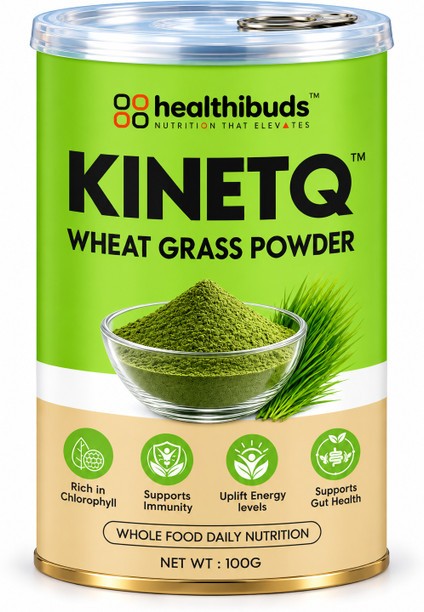 healthibuds™
NUTRITION THAT ELEVATES
KINETQ™
WHEAT GRASS POWDER
Rich in
Chlorophyll
Supports
Immunity
Uplift Energy
levels
Supports
Gut Health
WHOLE FOOD DAILY NUTRITION
NET WT : 100G